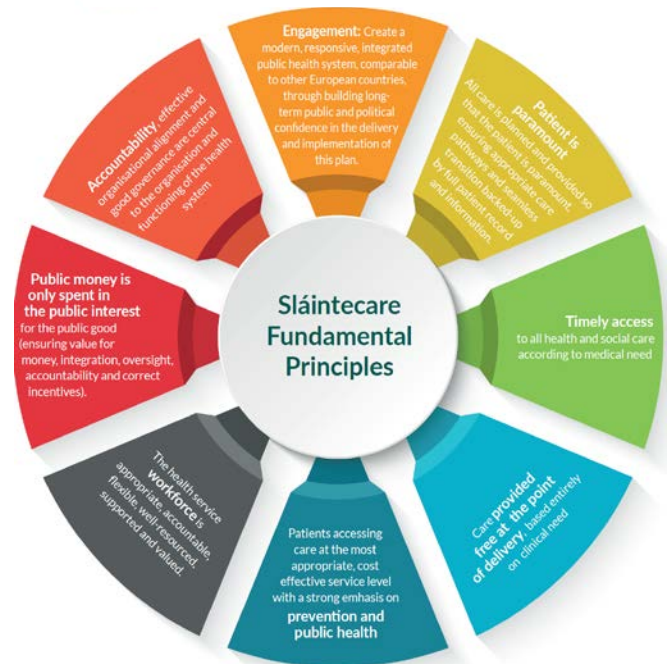 Sláintecare
Fundamental
Principles
Engagement: Create a
modern, responsive, integrated
public health system, comparable
to other European countries,
through building long-
term public and political
confidence in the delivery
and implementation of
this plan.
Patient is
paramount
All care is planned and provided so
that the patient is paramount,
ensuring appropriate care
pathways and seamless
transition backed-up
by full patient record
and information.
Timely access
to all health and social care
according to medical need
Care provided
free at the point
of delivery, based entirely
on clinical need
Patients accessing
care at the most
appropriate, cost
effective service level
with a strong emhasis on
prevention and
public health
The health service
workforce is
appropriate, accountable,
flexible, well-resourced,
supported and valued.
Public money is
only spent in
the public interest
for the public good
(ensuring value for
money, integration, oversight,
accountability and correct
incentives).
Accountability, effective
organisational alignment and
good governance are central
to the organisation and
functioning of the health
system